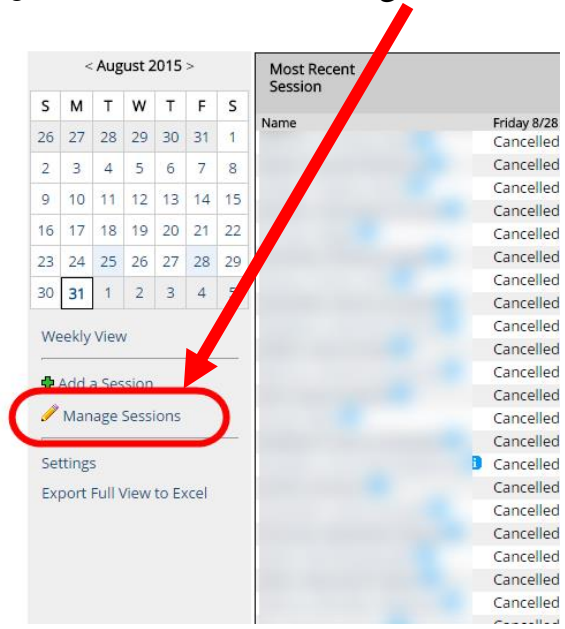 < August 2015 >
S M T W T F S
26 27 28 29 30 31 1
2 3 4 5 6 7 8
9 10 11 12 13 14 15
16 17 18 19 20 21 22
23 24 25 26 27 28 29
30 31 1 2 3 4 5
Weekly View
Add a Session
Manage Sessions
Settings
Export Full View to Excel
Most Recent
Session
Name Friday 8/28
Cancelled
Cancelled
Cancelled
Cancelled
Cancelled
Cancelled
Cancelled
Cancelled
Cancelled
Cancelled
Cancelled
Cancelled
Cancelled
Cancelled
i Cancelled
Cancelled
Cancelled
Cancelled
Cancelled
Cancelled
Cancelled